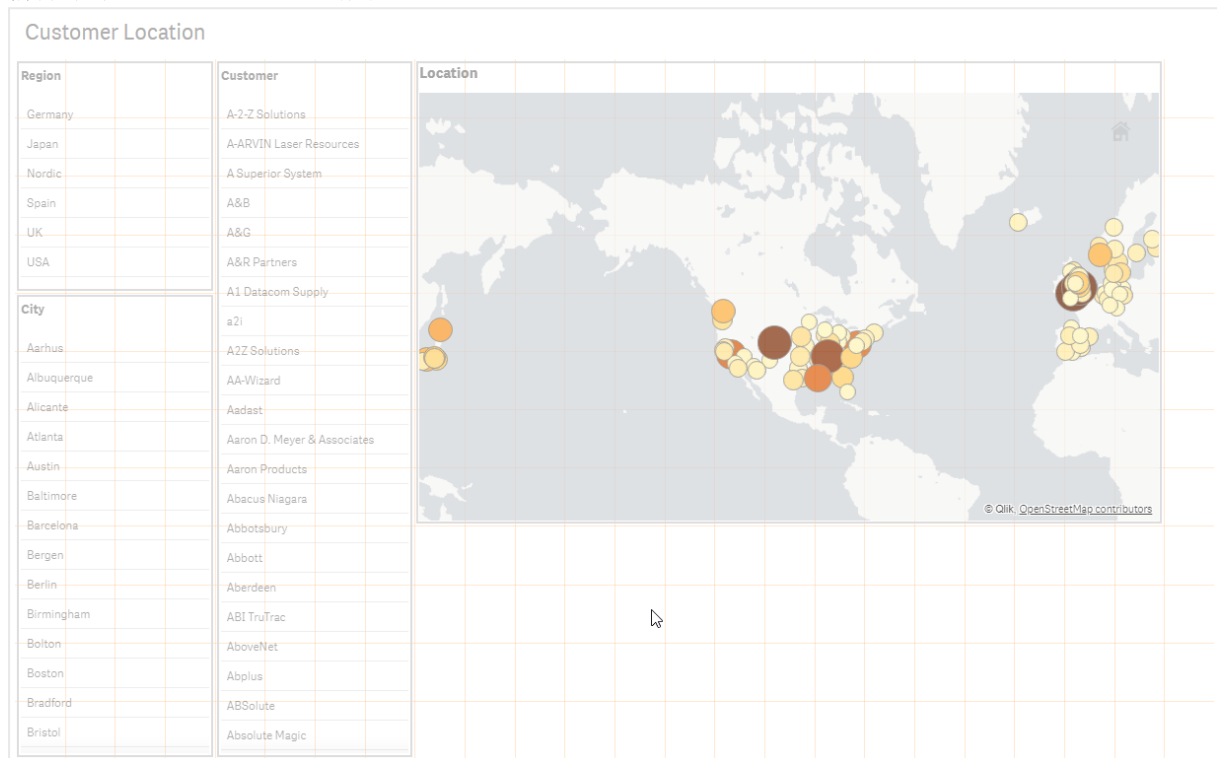 Customer Location
Region
Germany
Japan
Nordic
Spain
UK
USA
City
Aarhus
Albuquerque
Alicante
Atlanta
Austin
Baltimore
Barcelona
Bergen
Berlin
Birmingham
Bolton
Boston
Bradford
Bristol
Customer
A-2-Z Solutions
A-ARVIN Laser Resources
A Superior System
A&B
A&G
A&R Partners
A1 Datacom Supply
a2i
A2Z Solutions
AA-Wizard
Aadast
Aaron D. Meyer & Associates
Aaron Products
Abacus Niagara
Abbotsbury
Abbott
Aberdeen
ABI TruTrac
AboveNet
Abplus
ABSolute
Absolute Magic
Location
© Qlik, OpenStreetMap contributors